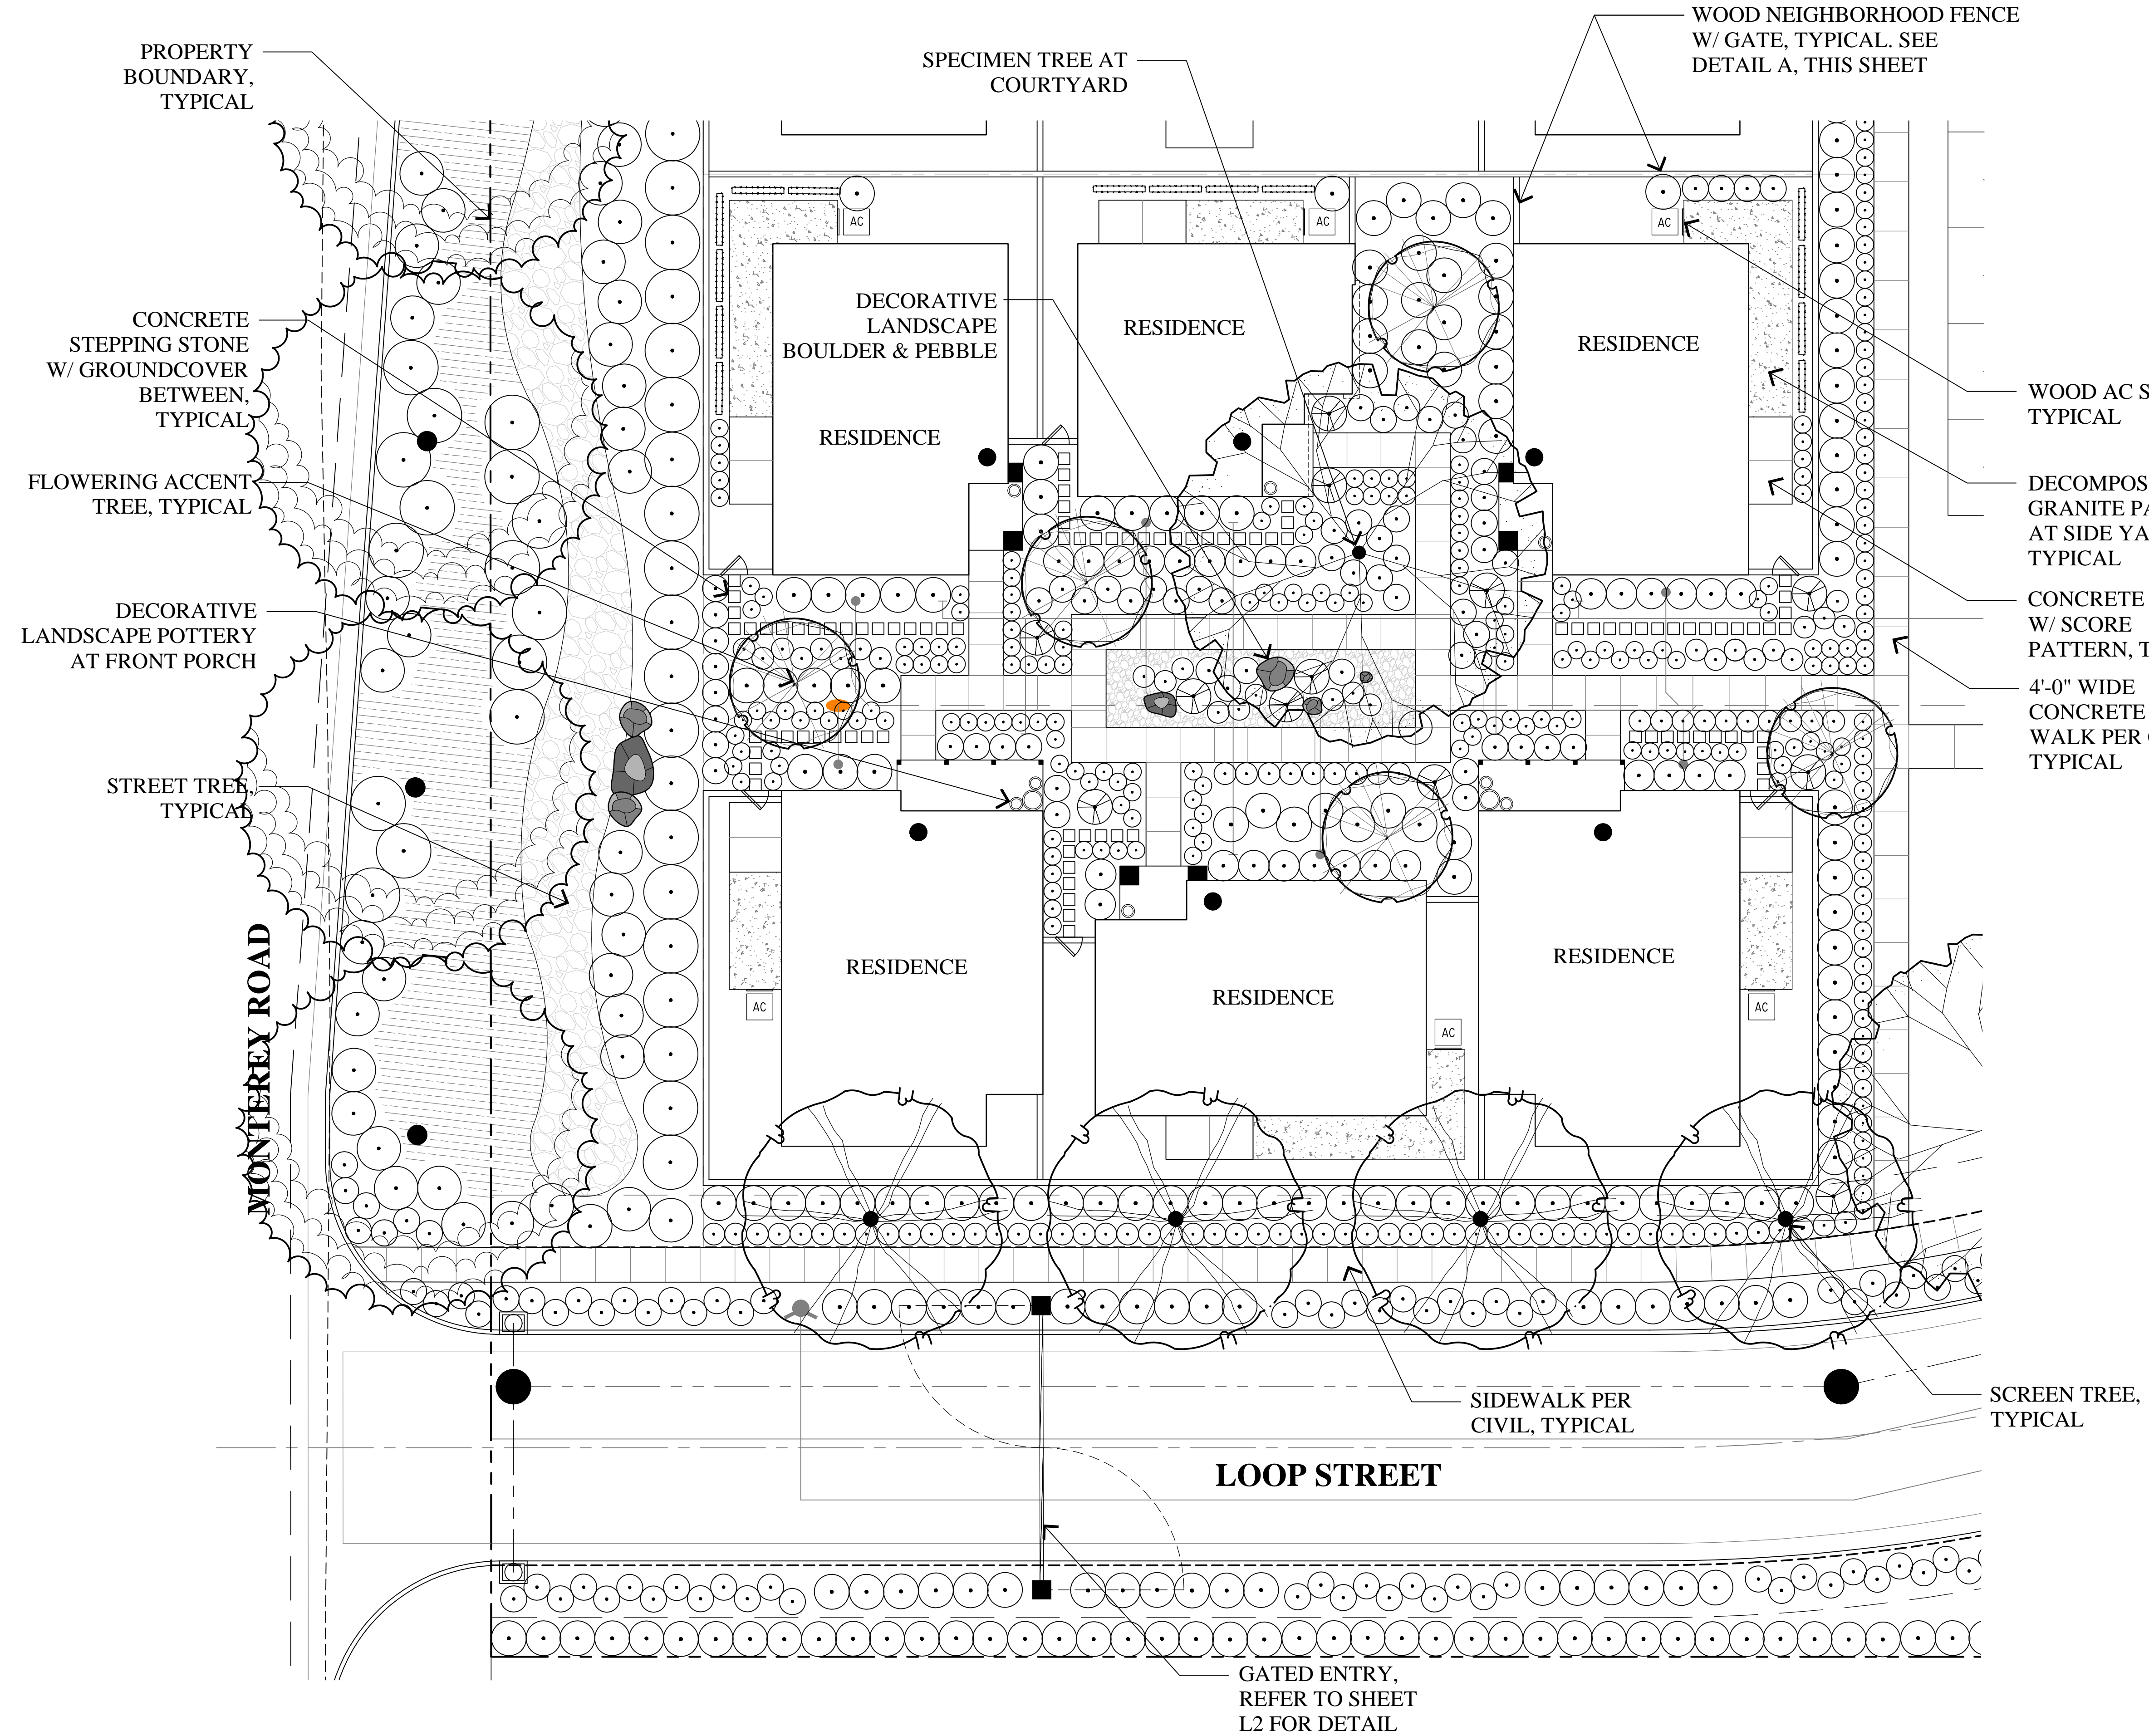 WOOD NEIGHBORHOOD FENCE
W/ GATE, TYPICAL. SEE
DETAIL A, THIS SHEET
PROPERTY
BOUNDARY,
TYPICAL
SPECIMEN TREE AT
COURTYARD
AC
AC
AC
CONCRETE
STEPPING STONE
W/ GROUNDCOVER
BETWEEN,
TYPICAL
DECORATIVE
LANDSCAPE
BOULDER & PEBBLE
RESIDENCE
RESIDENCE
RESIDENCE
WOOD AC S
TYPICAL
FLOWERING ACCENT
TREE, TYPICAL
DECOMPOS
GRANITE PA
AT SIDE YA
TYPICAL
DECORATIVE
LANDSCAPE POTTERY
AT FRONT PORCH
CONCRETE
W/ SCORE
PATTERN, T
4'-0" WIDE
CONCRETE
WALK PER
TYPICAL
STREET TREE,
TYPICAL
MONTEREY ROAD
RESIDENCE
RESIDENCE
RESIDENCE
AC
AC
AC
SIDEWALK PER
CIVIL, TYPICAL
SCREEN TREE,
TYPICAL
LOOP STREET
GATED ENTRY,
REFER TO SHEET
L2 FOR DETAIL